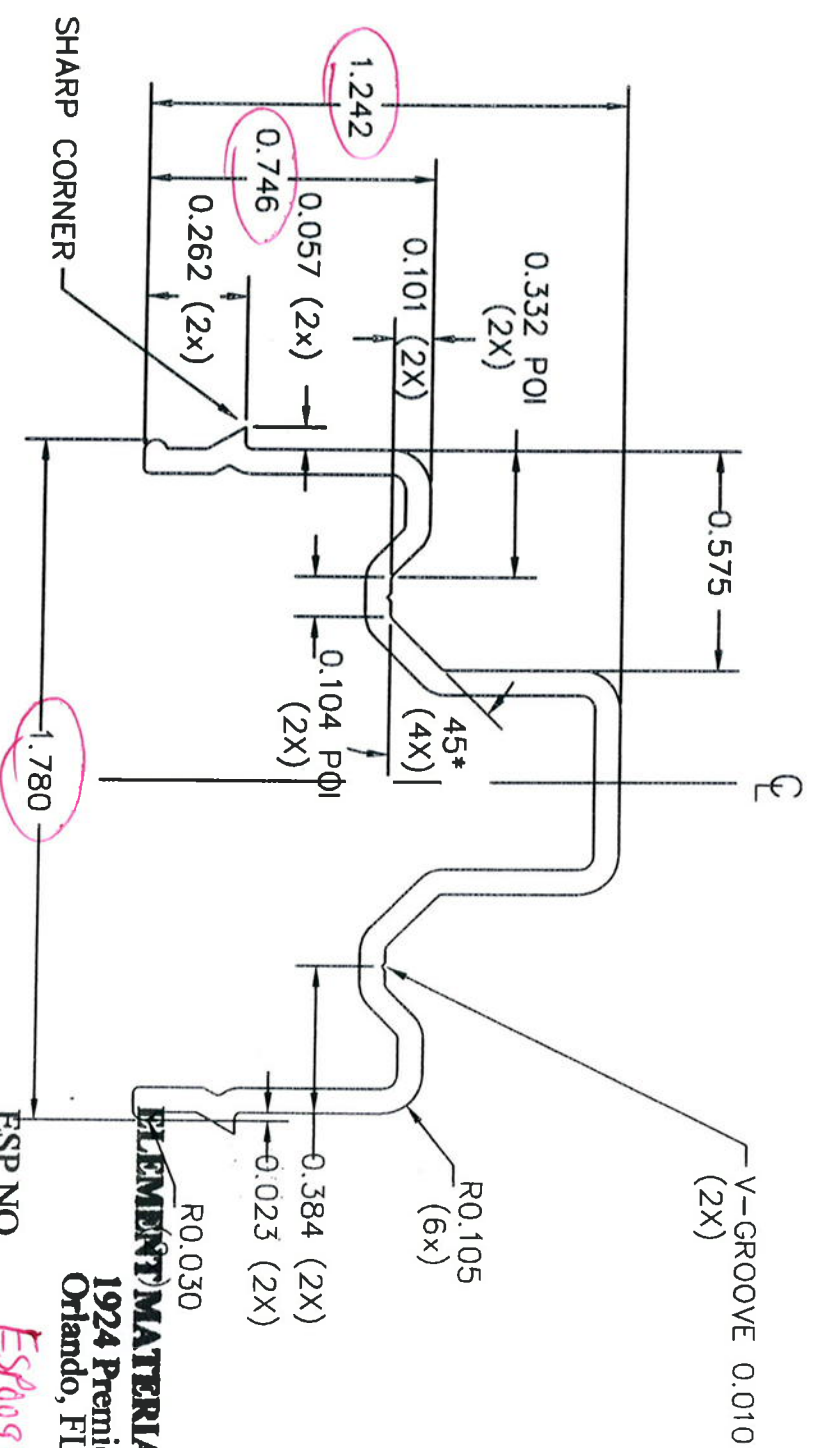 SHARP CORNER
1.242
0.746
0.262 (2x)
0.057 (2x)
0.101 (2X)
0.332 POI
(2X)
0.575
0.104 POI
(2X)
45*
(4X)
1.780
V-GROOVE 0.010
(2X)
R0.105
(6x)
0.384 (2X)
0.023 (2X)
R0.030
ELEMENT MATERIA
1924 Premi
Orlando, FL
ESP NO